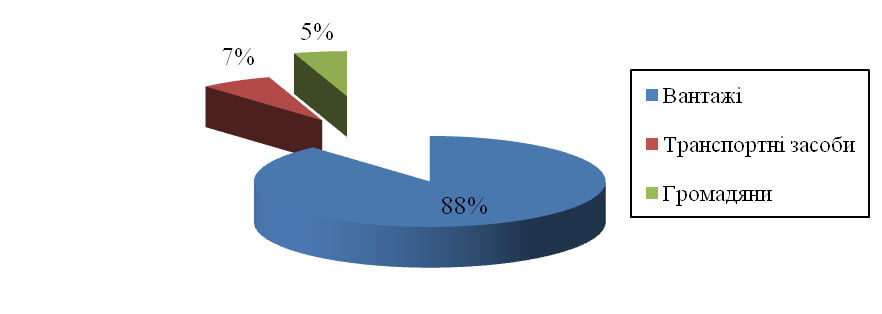 5%
7%
88%
Вантажі
Транспортні засоби
Громадяни